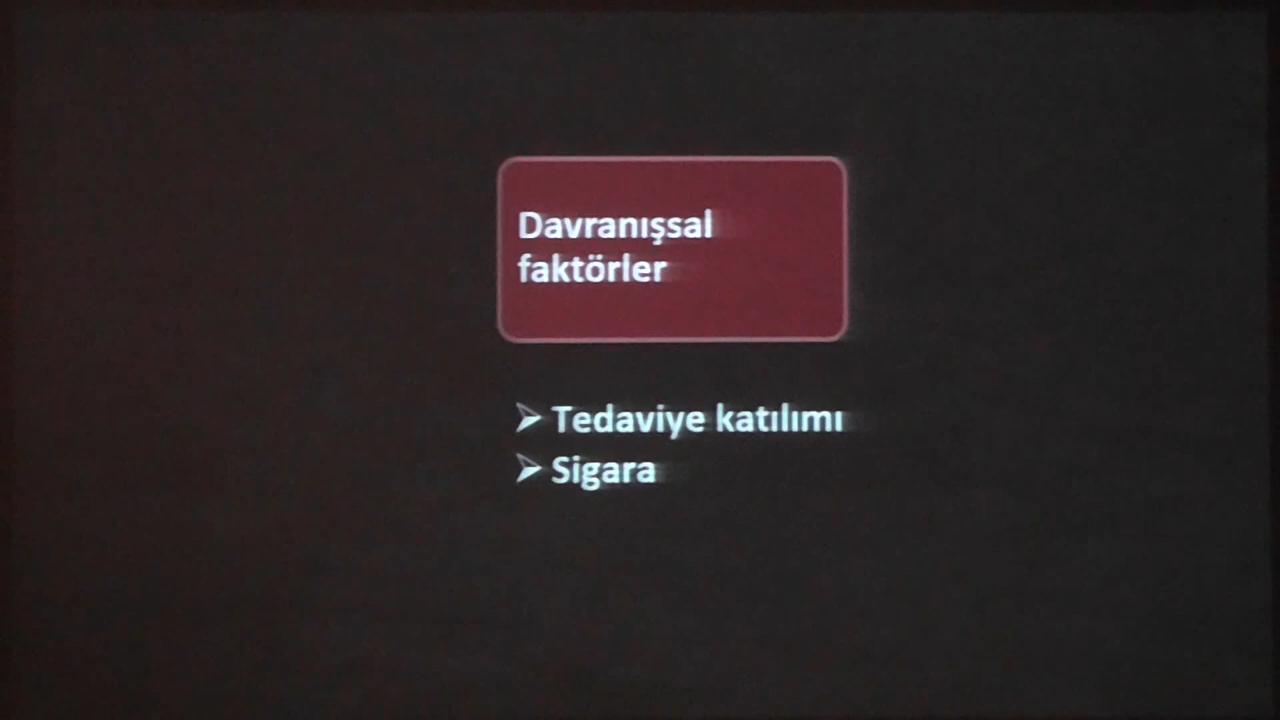 Davranışsal
faktörler
➢ Tedaviye katılımı
➢ Sigara